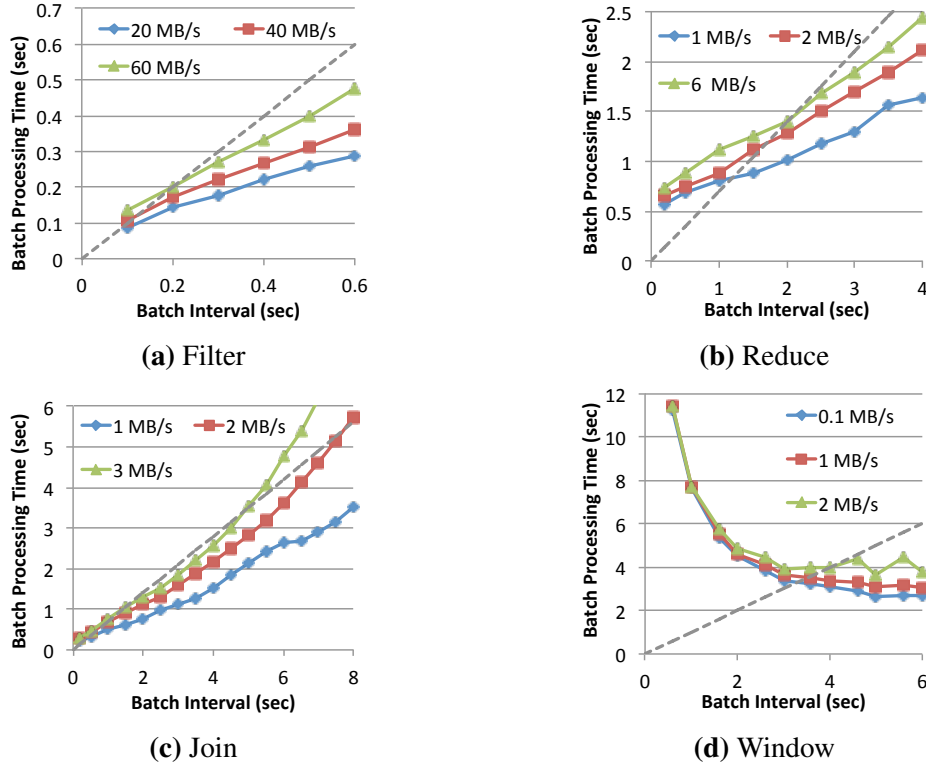 Batch Processing Time (sec)
0.7
0.6
0.5
0.4
0.3
0.2
0.1
0
20 MB/s
40 MB/s
60 MB/s
0
0.2
0.4
0.6
Batch Interval (sec)
(a) Filter
Batch Processing Time (sec)
2.5
2
1.5
1
0.5
0
1 MB/s
2 MB/s
6 MB/s
0
1
2
3
4
Batch Interval (sec)
(b) Reduce
Batch Processing Time (sec)
6
5
4
3
2
1
0
1 MB/s
2 MB/s
3 MB/s
0
2
4
6
8
Batch Interval (sec)
(c) Join
Batch Processing Time (sec)
12
10
8
6
4
2
0
0.1 MB/s
1 MB/s
2 MB/s
0
2
4
6
Batch Interval (sec)
(d) Window